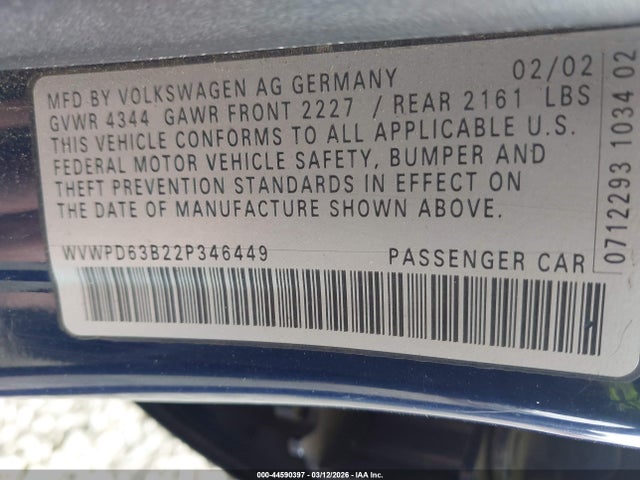 MFD BY VOLKSWAGEN AG GERMANY 02/02
GVWR 4344 GAWR FRONT 2227 / REAR 2161 LBS
THIS VEHICLE CONFORMS TO ALL APPLICABLE U.S.
FEDERAL MOTOR VEHICLE SAFETY, BUMPER AND
THEFT PREVENTION STANDARDS IN EFFECT ON
THE DATE OF MANUFACTURE SHOWN ABOVE.
WVWPD63B22P346449 PASSENGER CAR
0712293 1034 02
000-44590397 - 03/12/2026 - IAA Inc.